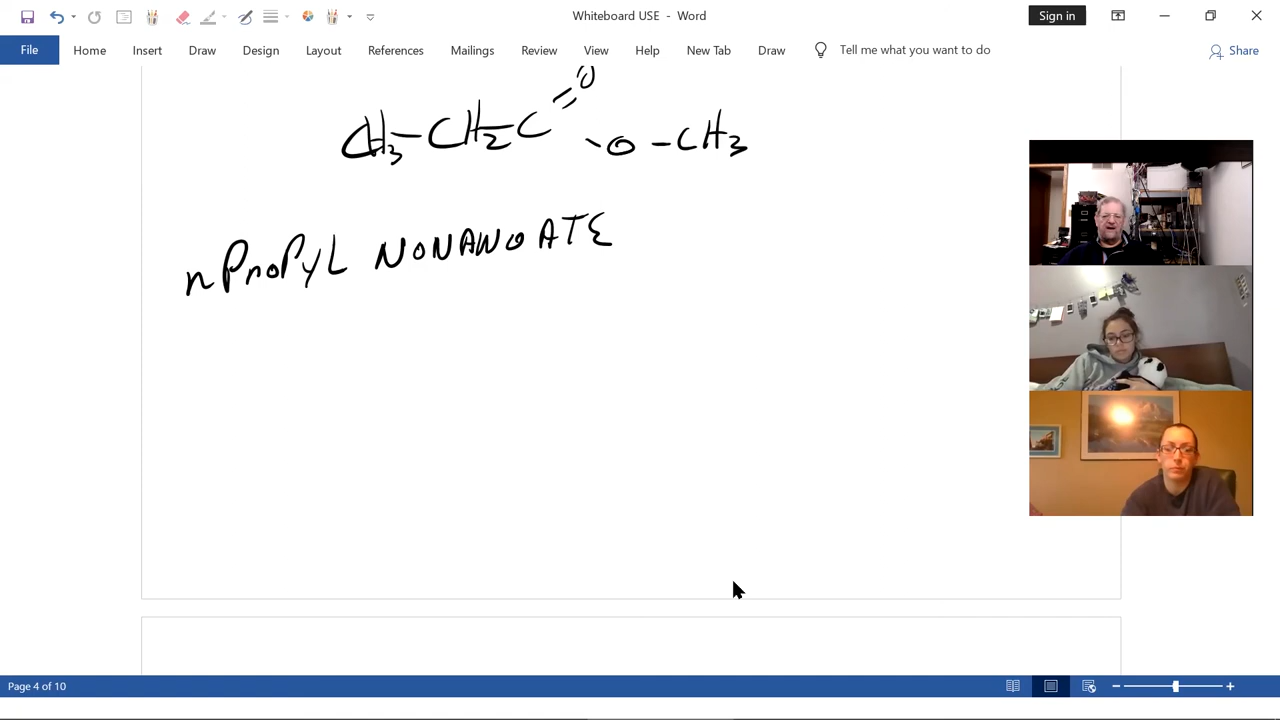 Whiteboard USE - Word
Sign in
File Home Insert Draw Design Layout References Mailings Review View Help New Tab Draw Tell me what you want to do Share
O
CH3-CH2-C=
-O-CH3
nPropyL NONANOATE
Page 4 of 10